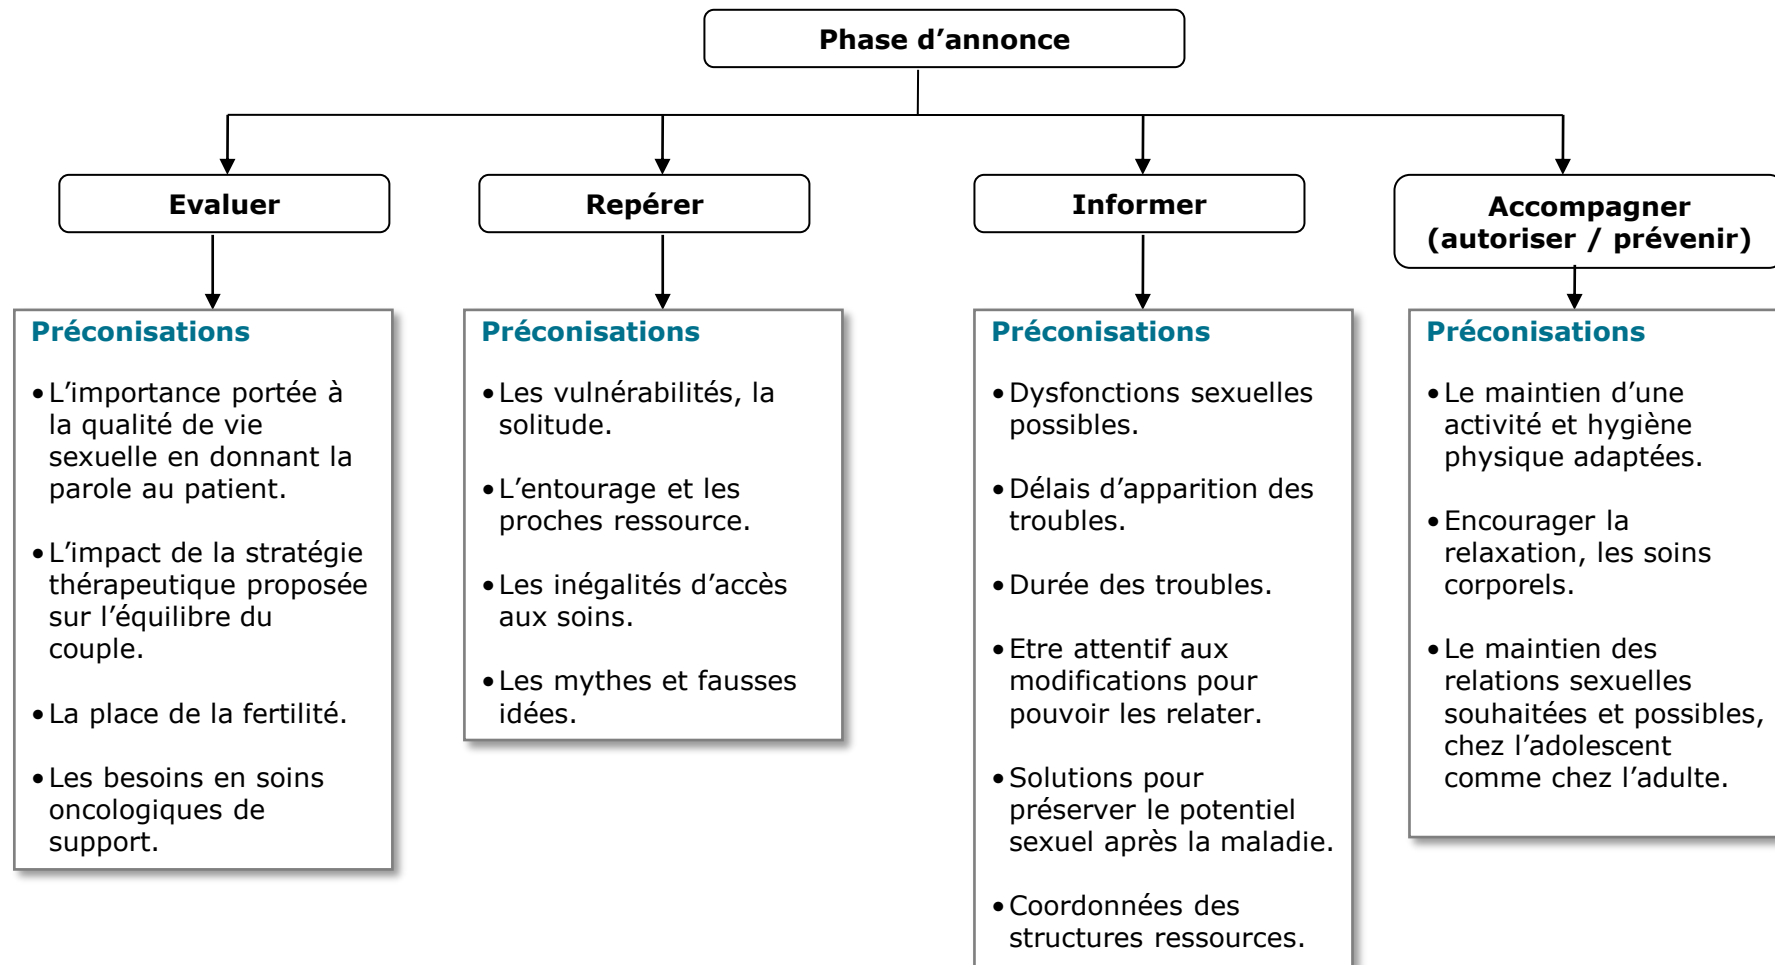 Phase d’annonce
Evaluer
Repérer
Informer
Accompagner
(autoriser / prévenir)
Préconisations
•L’importance portée à
la qualité de vie
sexuelle en donnant la
parole au patient.
•L’impact de la stratégie
thérapeutique proposée
sur l’équilibre du
couple.
•La place de la fertilité.
•Les besoins en soins
oncologiques de
support.
Préconisations
•Les vulnérabilités, la
solitude.
•L’entourage et les
proches ressource.
•Les inégalités d’accès
aux soins.
•Les mythes et fausses
idées.
Préconisations
•Dysfonctions sexuelles
possibles.
•Délais d’apparition des
troubles.
•Durée des troubles.
•Etre attentif aux
modifications pour
pouvoir les relater.
•Solutions pour
préserver le potentiel
sexuel après la maladie.
•Coordonnées des
structures ressources.
Préconisations
•Le maintien d’une
activité et hygiène
physique adaptées.
•Encourager la
relaxation, les soins
corporels.
•Le maintien des
relations sexuelles
souhaitées et possibles,
chez l’adolescent
comme chez l’adulte.